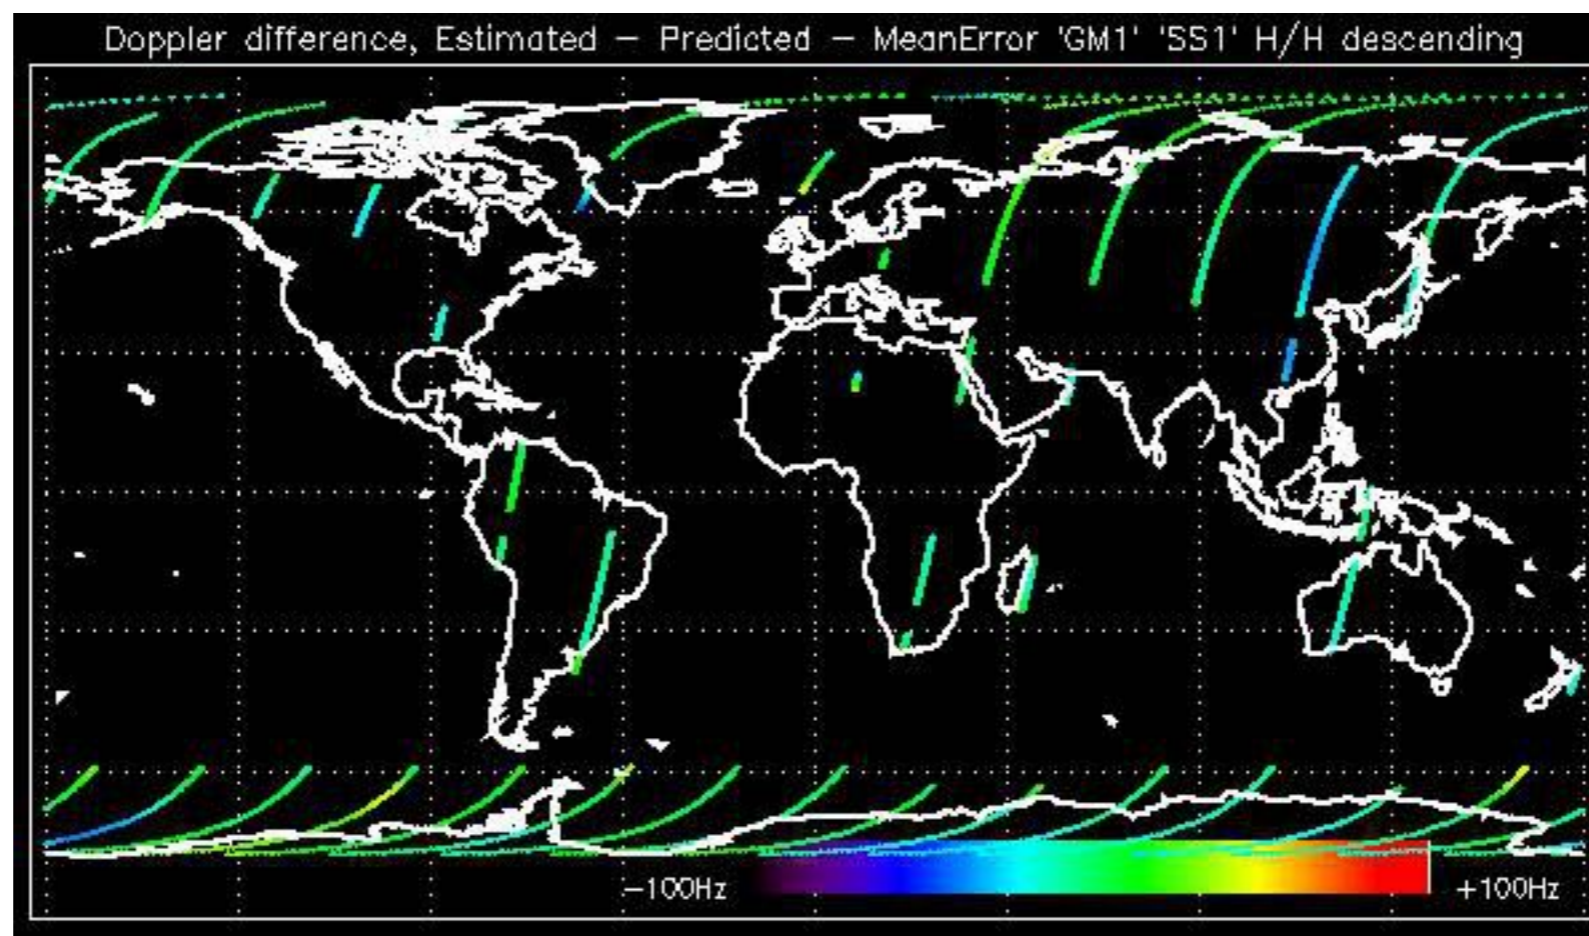 Doppler difference, Estimated – Predicted – MeanError 'GM1' 'SS1' H/H descending
–100Hz
+100Hz